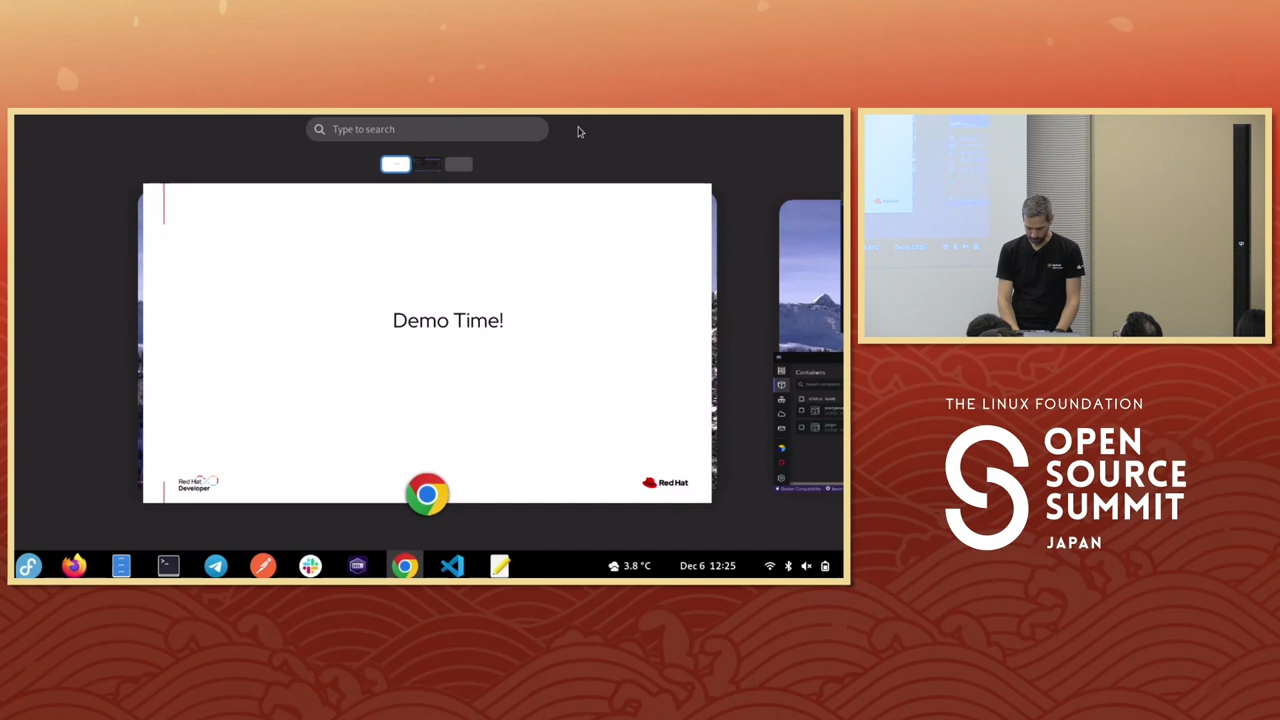 Type to search
Demo Time!
Red Hat
Developer
Red Hat
Containers
3.8 °C
Dec 6 12:25
THE LINUX FOUNDATION
OPEN
SOURCE
SUMMIT
JAPAN